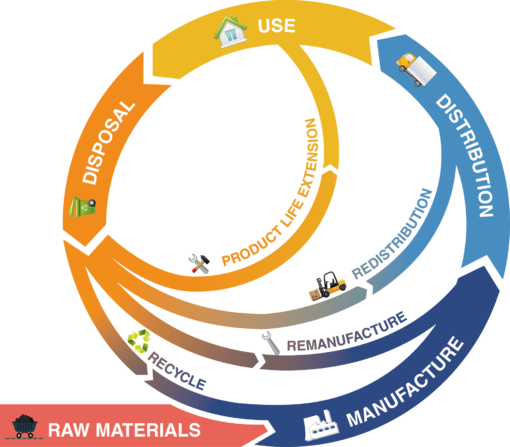 USE
DISPOSAL
DISTRIBUTION
PRODUCT LIFE EXTENSION
REDISTRIBUTION
REMANUFACTURE
RECYCLE
MANUFACTURE
RAW MATERIALS